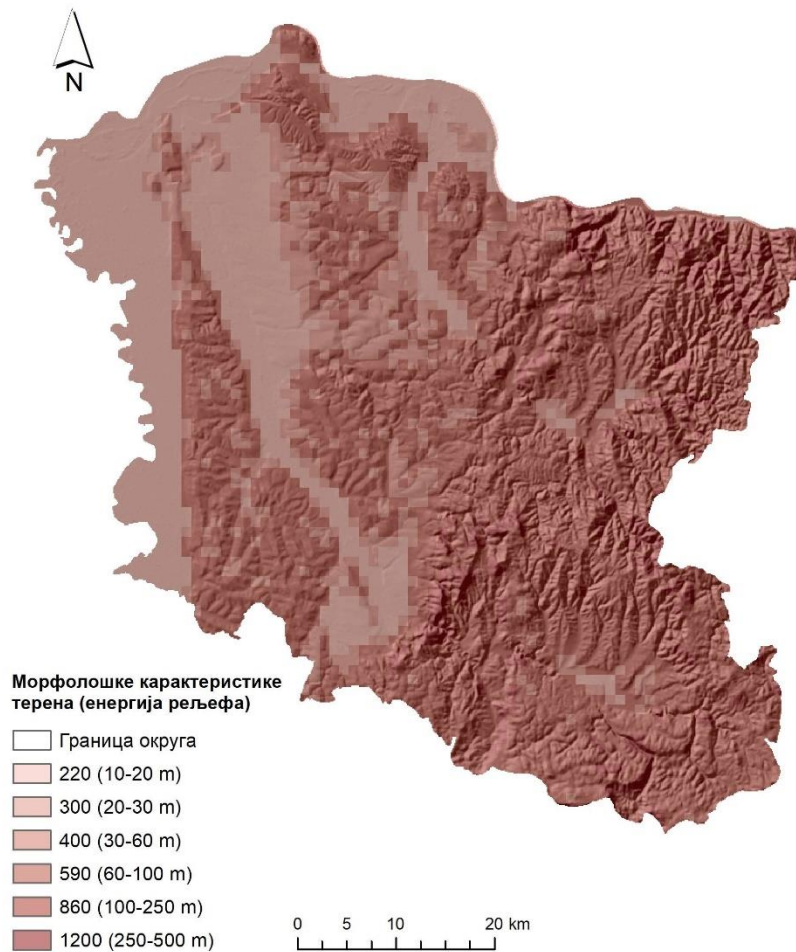 N
Морфолошке карактеристике
терена (енергија рељефа)
Граница округа
220 (10-20 m)
300 (20-30 m)
400 (30-60 m)
590 (60-100 m)
860 (100-250 m)
1200 (250-500 m)
0 5 10 20 km